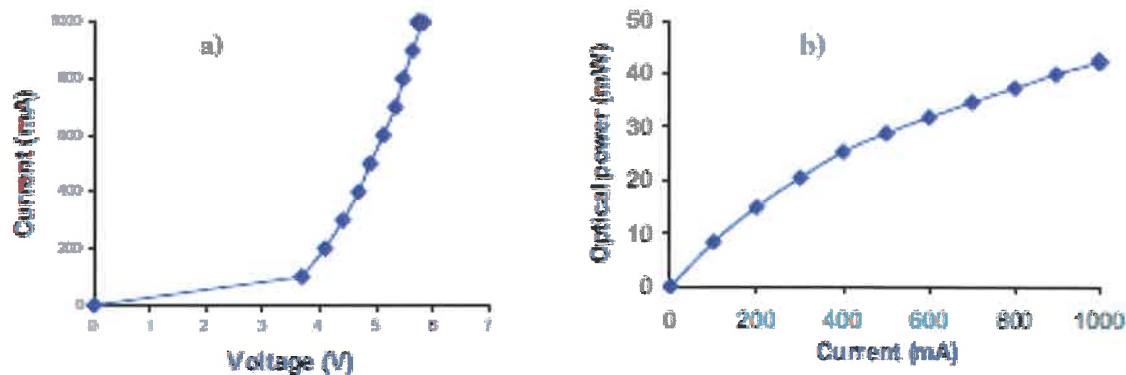 a)
1000
800
600
400
200
0
0 1 2 3 4 5 6 7
Current (mA)
Voltage (V)
b)
50
40
30
20
10
0
0 200 400 600 800 1000
Optical power (mW)
Current (mA)